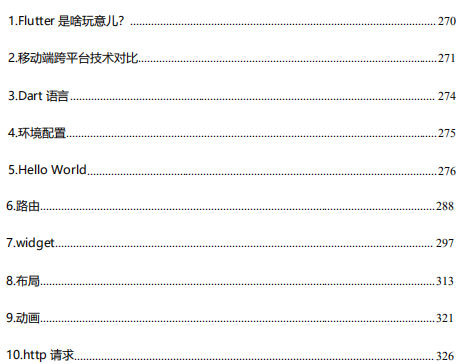 1.Flutter 是啥玩意儿？ ........................................ 270
2.移动端跨平台技术对比........................................271
3.Dart 语言........................................ 274
4.环境配置........................................275
5.Hello World........................................276
6.路由........................................ 288
7.widget........................................ 297
8.布局........................................ 313
9.动画........................................ 321
10.http 请求........................................ 326